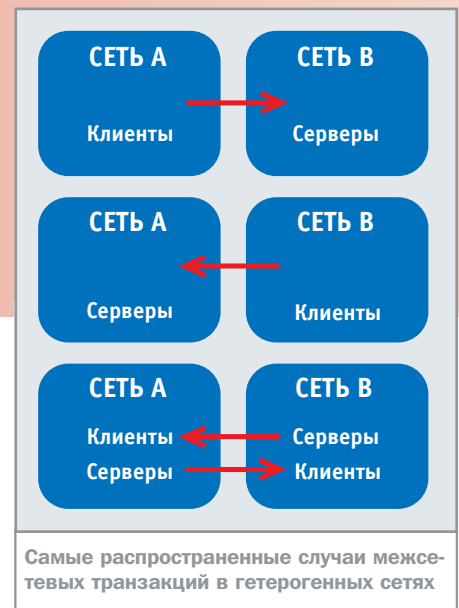 СЕТЬ А СЕТЬ В
Клиенты Серверы
СЕТЬ А СЕТЬ В
Серверы Клиенты
СЕТЬ А СЕТЬ В
Клиенты Серверы
Серверы Клиенты
Самые распространенные случаи межсе-
тевых транзакций в гетерогенных сетях